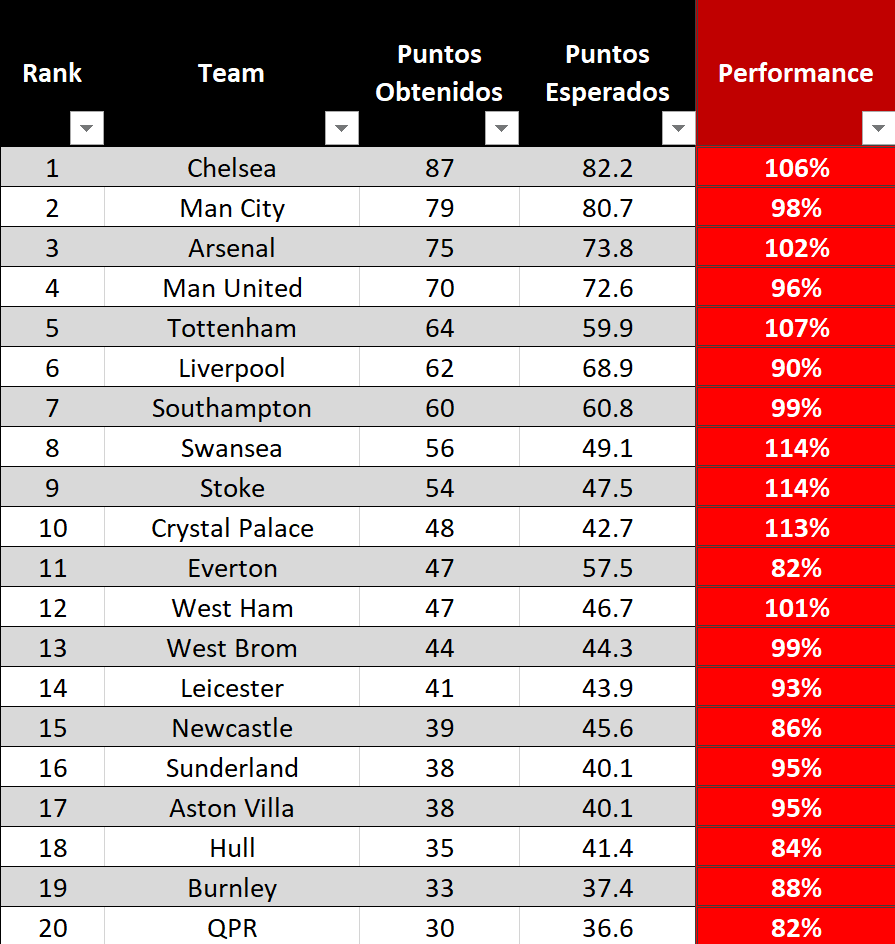 Rank Team Puntos Obtenidos Puntos Esperados Performance
1 Chelsea 87 82.2 106%
2 Man City 79 80.7 98%
3 Arsenal 75 73.8 102%
4 Man United 70 72.6 96%
5 Tottenham 64 59.9 107%
6 Liverpool 62 68.9 90%
7 Southampton 60 60.8 99%
8 Swansea 56 49.1 114%
9 Stoke 54 47.5 114%
10 Crystal Palace 48 42.7 113%
11 Everton 47 57.5 82%
12 West Ham 47 46.7 101%
13 West Brom 44 44.3 99%
14 Leicester 41 43.9 93%
15 Newcastle 39 45.6 86%
16 Sunderland 38 40.1 95%
17 Aston Villa 38 40.1 95%
18 Hull 35 41.4 84%
19 Burnley 33 37.4 88%
20 QPR 30 36.6 82%